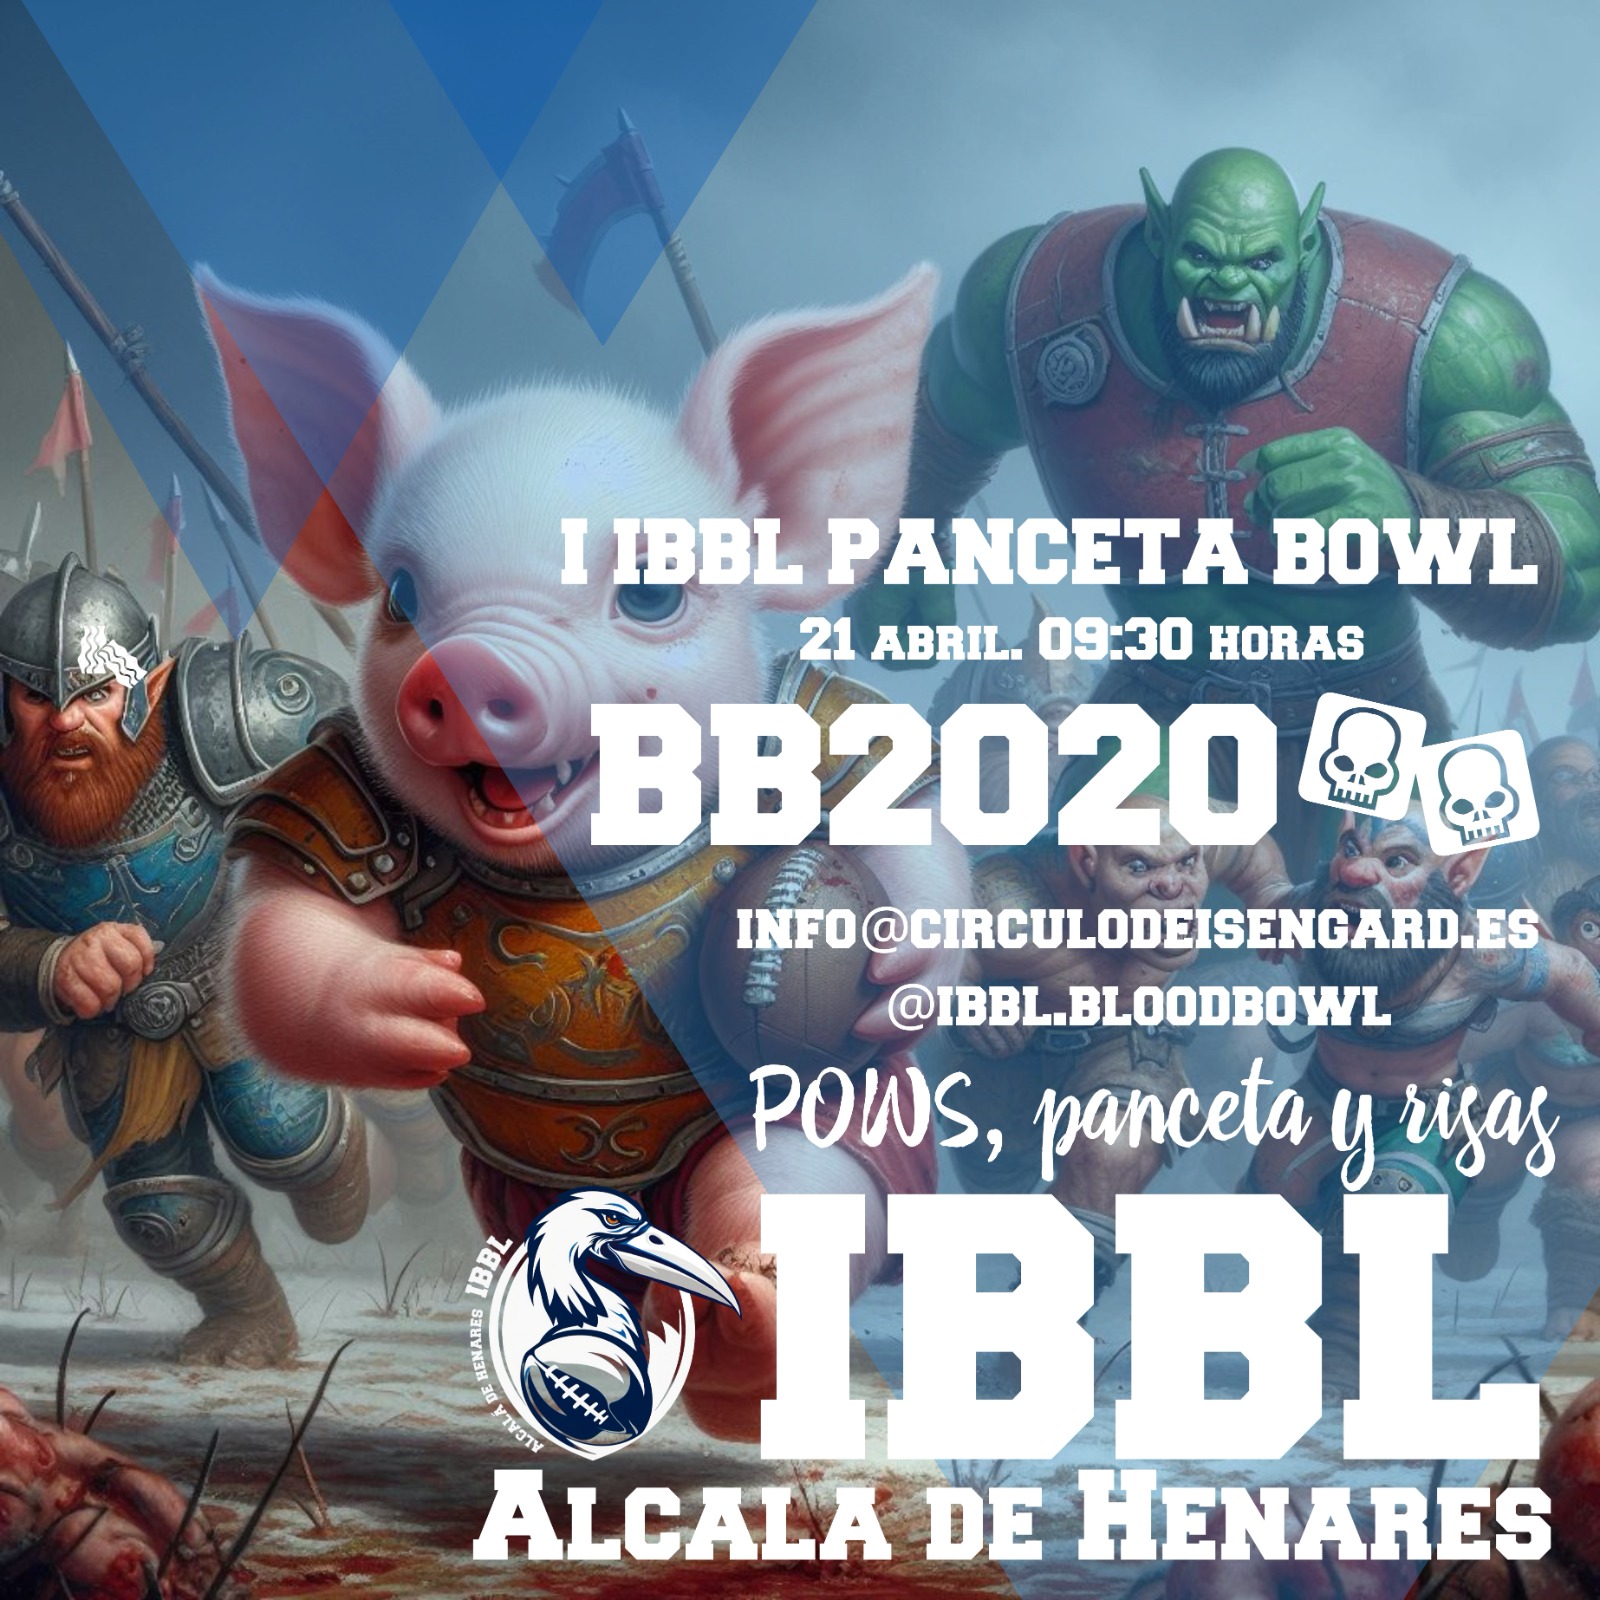 I IBBL PANCETA BOWL
21 ABRIL. 09:30 HORAS
BB2020
INFO@CIRCULODEISENGARD.ES
@IBBL.BLOODBOWL
POWS, panceta y risas
ALCALÁ DE HENARES IBBL
IBBL
ALCALA DE HENARES